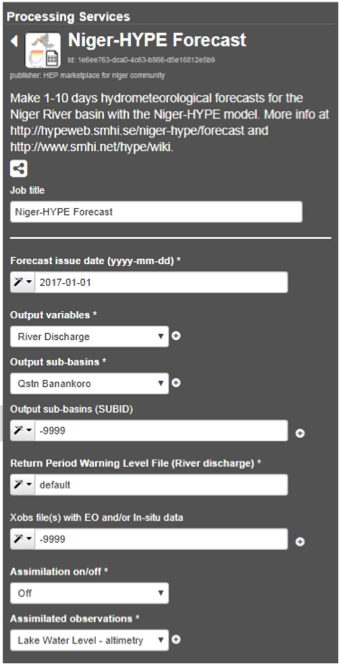 Processing Services
Niger-HYPE Forecast
Id: 1e6ee763-dca0-4c63-b866-d5e16812e5b9
publisher: HEP marketplace for niger community
Make 1-10 days hydrometeorological forecasts for the
Niger River basin with the Niger-HYPE model. More info at
http://hypeweb.smhi.se/niger-hype/forecast and
http://www.smhi.net/hype/wiki.
Job title
Niger-HYPE Forecast
Forecast issue date (yyyy-mm-dd) *
2017-01-01
Output variables *
River Discharge
Output sub-basins *
Qstn Banankoro
Output sub-basins (SUBID)
-9999
Return Period Warning Level File (River discharge) *
default
Xobs file(s) with EO and/or In-situ data
-9999
Assimilation on/off *
Off
Assimilated observations *
Lake Water Level - altimetry